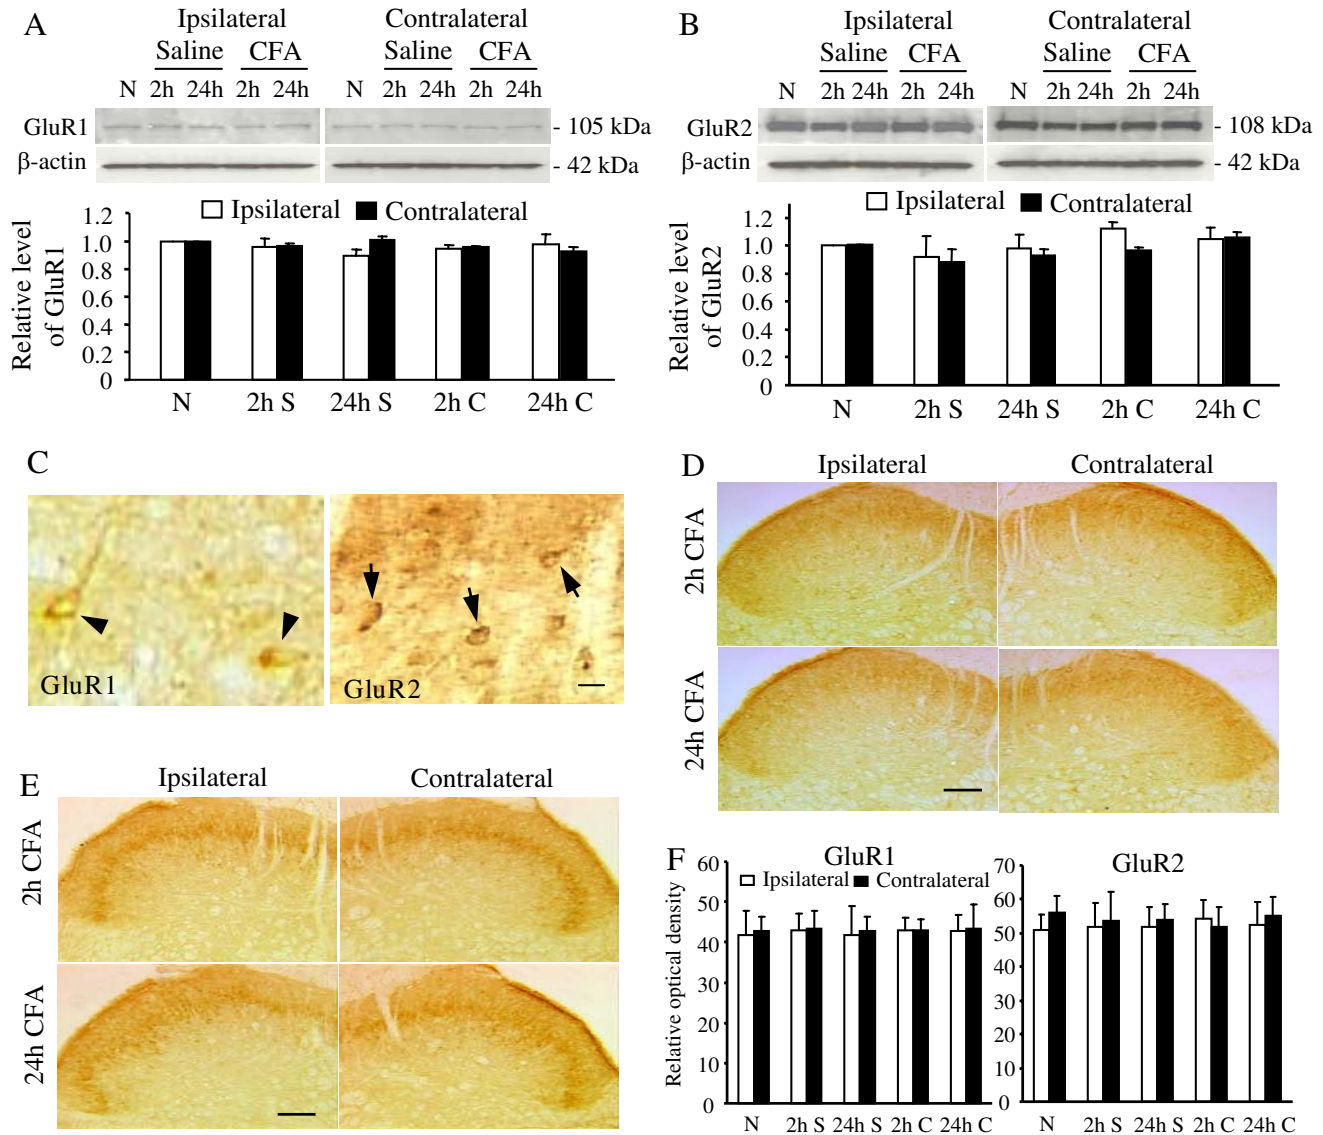 A
Ipsilateral Contralateral
Saline CFA Saline CFA
N 2h 24h 2h 24h N 2h 24h 2h 24h
GluR1 - 105 kDa
β-actin - 42 kDa
Ipsilateral Contralateral
Relative level
of GluR1
1.2
1.0
0.8
0.6
0.4
0.2
0
N 2h S 24h S 2h C 24h C
B
Ipsilateral Contralateral
Saline CFA Saline CFA
N 2h 24h 2h 24h N 2h 24h 2h 24h
GluR2 - 108 kDa
β-actin - 42 kDa
Ipsilateral Contralateral
Relative level
of GluR2
1.2
1.0
0.8
0.6
0.4
0.2
0
N 2h S 24h S 2h C 24h C
C
GluR1 GluR2
D
Ipsilateral Contralateral
2h CFA
24h CFA
E
Ipsilateral Contralateral
2h CFA
24h CFA
F
GluR1
Ipsilateral Contralateral
Relative optical density
60
50
40
30
20
10
0
N 2h S 24h S 2h C 24h C
GluR2
70
60
50
40
30
20
10
0
N 2h S 24h S 2h C 24h C